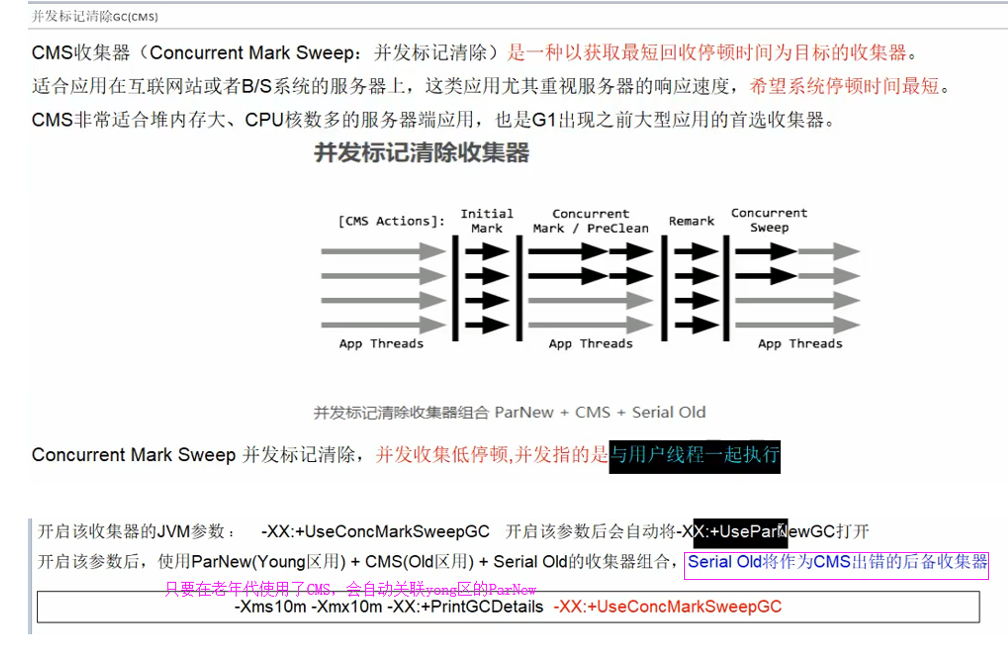 并发标记清除GC(CMS)
CMS收集器（Concurrent Mark Sweep：并发标记清除）是一种以获取最短回收停顿时间为目标的收集器。
适合应用在互联网站或者B/S系统的服务器上，这类应用尤其重视服务器的响应速度，希望系统停顿时间最短。
CMS非常适合堆内存大、CPU核数多的服务器端应用，也是G1出现之前大型应用的首选收集器。
并发标记清除收集器
[CMS Actions]:
Initial
Mark
Concurrent
Mark / PreClean
Remark
Concurrent
Sweep
App Threads
App Threads
App Threads
并发标记清除收集器组合 ParNew + CMS + Serial Old
Concurrent Mark Sweep 并发标记清除，并发收集低停顿,并发指的是与用户线程一起执行
开启该收集器的JVM参数： -XX:+UseConcMarkSweepGC 开启该参数后会自动将-XX:+UseParNewGC打开
开启该参数后，使用ParNew(Young区用) + CMS(Old区用) + Serial Old的收集器组合，Serial Old将作为CMS出错的后备收集器
只要在老年代使用了CMS，会自动关联yong区的ParNew
-Xms10m -Xmx10m -XX:+PrintGCDetails -XX:+UseConcMarkSweepGC